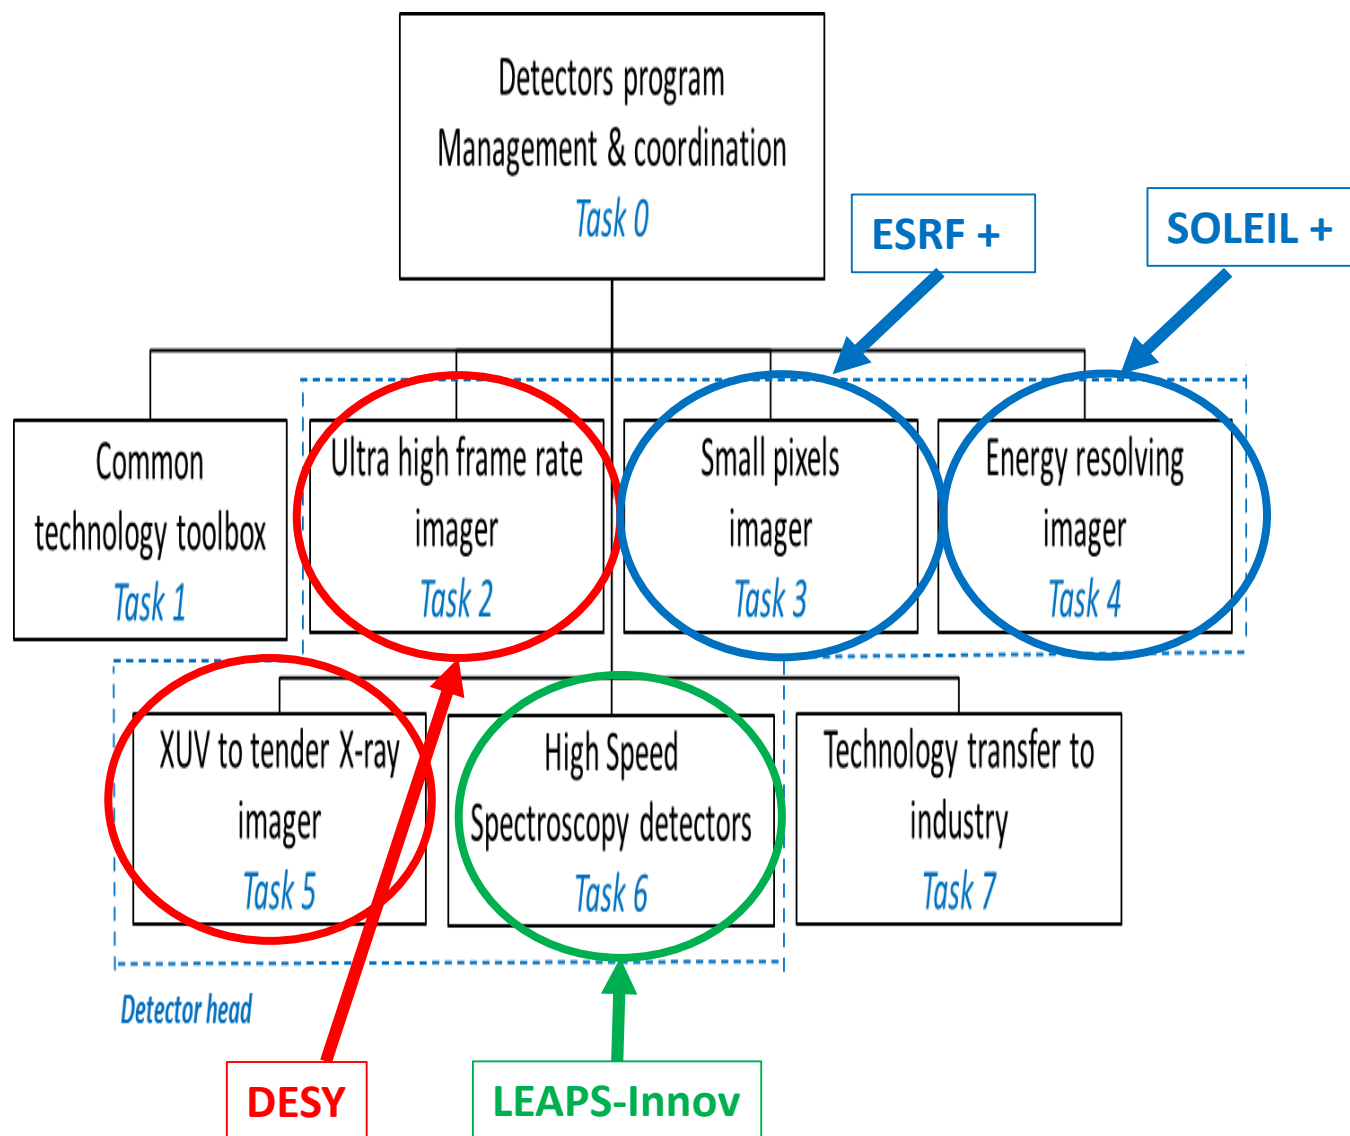 Detectors program
Management & coordination
Task 0
ESRF +
SOLEIL +
Common
technology toolbox
Task 1
Ultra high frame rate
imager
Task 2
Small pixels
imager
Task 3
Energy resolving
imager
Task 4
XUV to tender X-ray
imager
Task 5
High Speed
Spectroscopy detectors
Task 6
Technology transfer to
industry
Task 7
Detector head
DESY
LEAPS-Innov